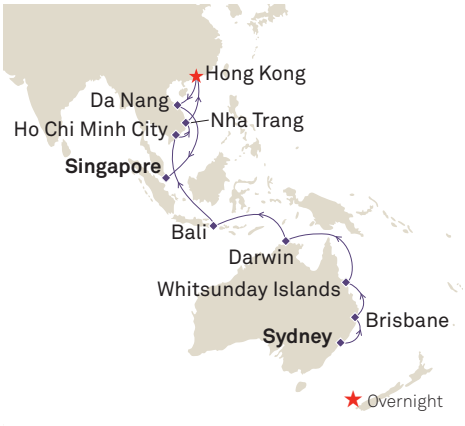 Hong Kong
Da Nang
Nha Trang
Ho Chi Minh City
Singapore
Bali
Darwin
Whitsunday Islands
Brisbane
Sydney
Overnight